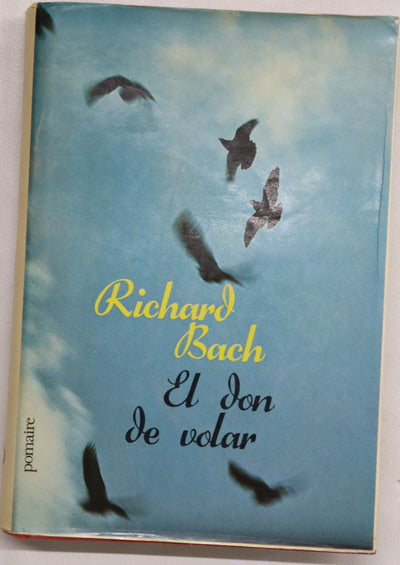 Richard
Bach
El don
de volar
pomaire